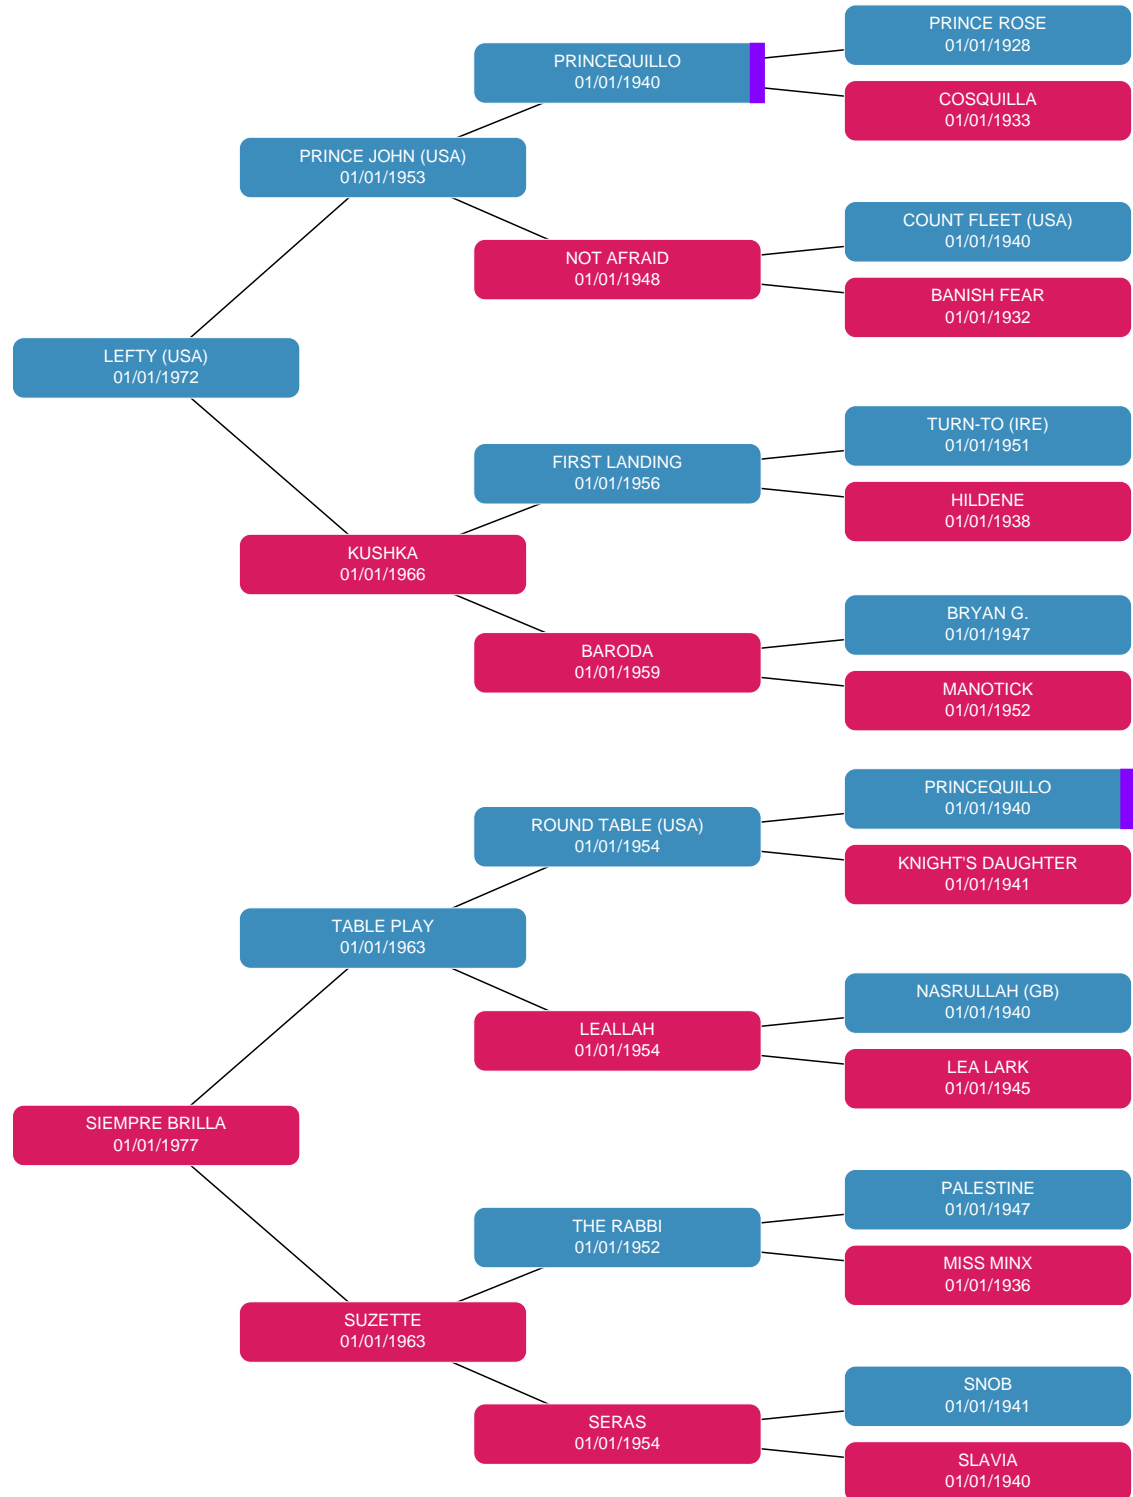 PRINCE ROSE
01/01/1928
PRINCEQUILLO
01/01/1940
COSQUILLA
01/01/1933
PRINCE JOHN (USA)
01/01/1953
COUNT FLEET (USA)
01/01/1940
NOT AFRAID
01/01/1948
BANISH FEAR
01/01/1932
LEFTY (USA)
01/01/1972
TURN-TO (IRE)
01/01/1951
FIRST LANDING
01/01/1956
HILDENE
01/01/1938
KUSHKA
01/01/1966
BRYAN G.
01/01/1947
BARODA
01/01/1959
MANOTICK
01/01/1952
PRINCEQUILLO
01/01/1940
ROUND TABLE (USA)
01/01/1954
KNIGHT'S DAUGHTER
01/01/1941
TABLE PLAY
01/01/1963
NASRULLAH (GB)
01/01/1940
LEALLAH
01/01/1954
LEA LARK
01/01/1945
SIEMPRE BRILLA
01/01/1977
PALESTINE
01/01/1947
THE RABBI
01/01/1952
MISS MINX
01/01/1936
SUZETTE
01/01/1963
SNOB
01/01/1941
SERAS
01/01/1954
SLAVIA
01/01/1940